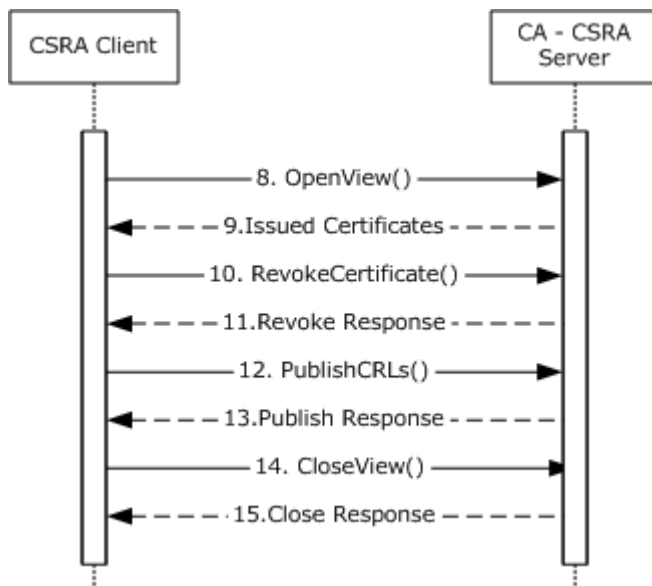 CSRA Client
CA - CSRA
Server
8. OpenView()
9.Issued Certificates
10. RevokeCertificate()
11.Revoke Response
12. PublishCRLs()
13.Publish Response
14. CloseView()
15.Close Response